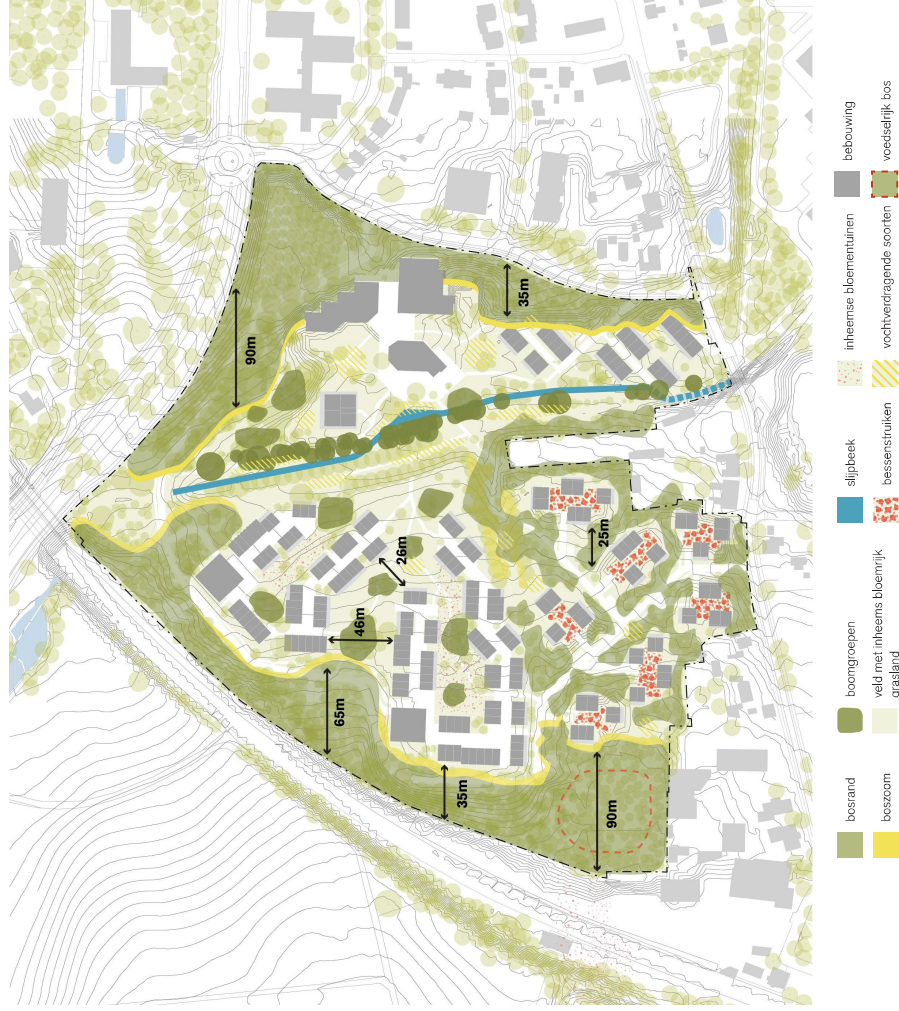 90m
35m
26m
46m
25m
65m
35m
90m
bosrand
boszoom
boomgroepen
veld met inheems bloemrijk
grasland
slijpbeek
bessenstruiken
inheemse bloementuinen
vochtverdragende soorten
bebouwing
voedselrijk bos